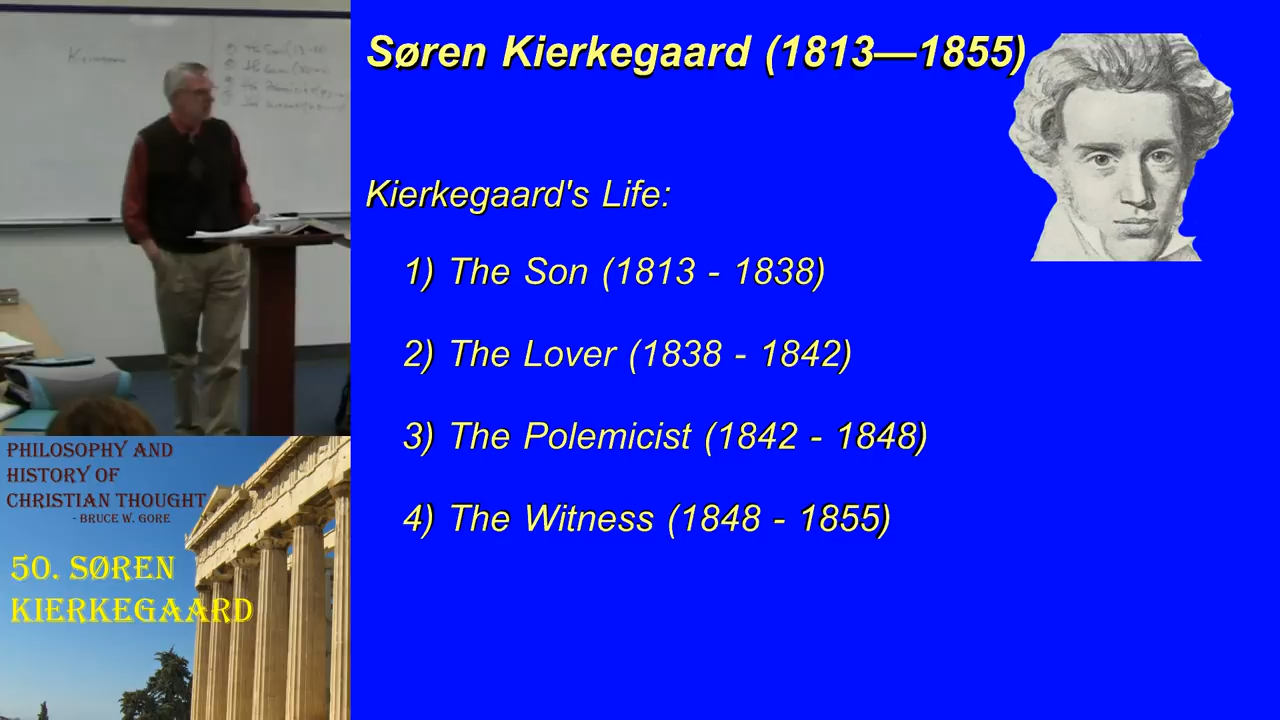 Søren Kierkegaard (1813—1855)
Kierkegaard's Life:
1) The Son (1813 - 1838)
2) The Lover (1838 - 1842)
3) The Polemicist (1842 - 1848)
4) The Witness (1848 - 1855)
PHILOSOPHY AND
HISTORY OF
CHRISTIAN THOUGHT
- BRUCE W. GORE
50. SØREN
KIERKEGAARD